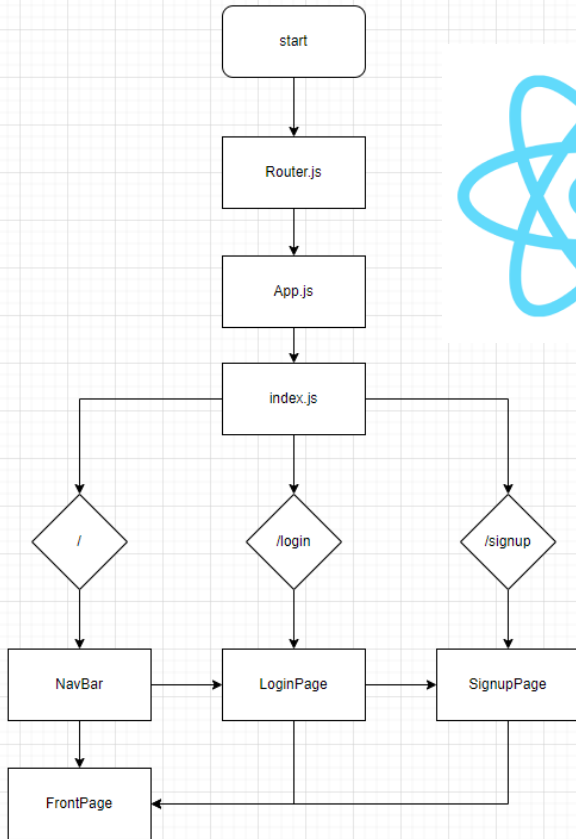 start
Router.js
App.js
index.js
/
/login
/signup
NavBar
LoginPage
SignupPage
FrontPage